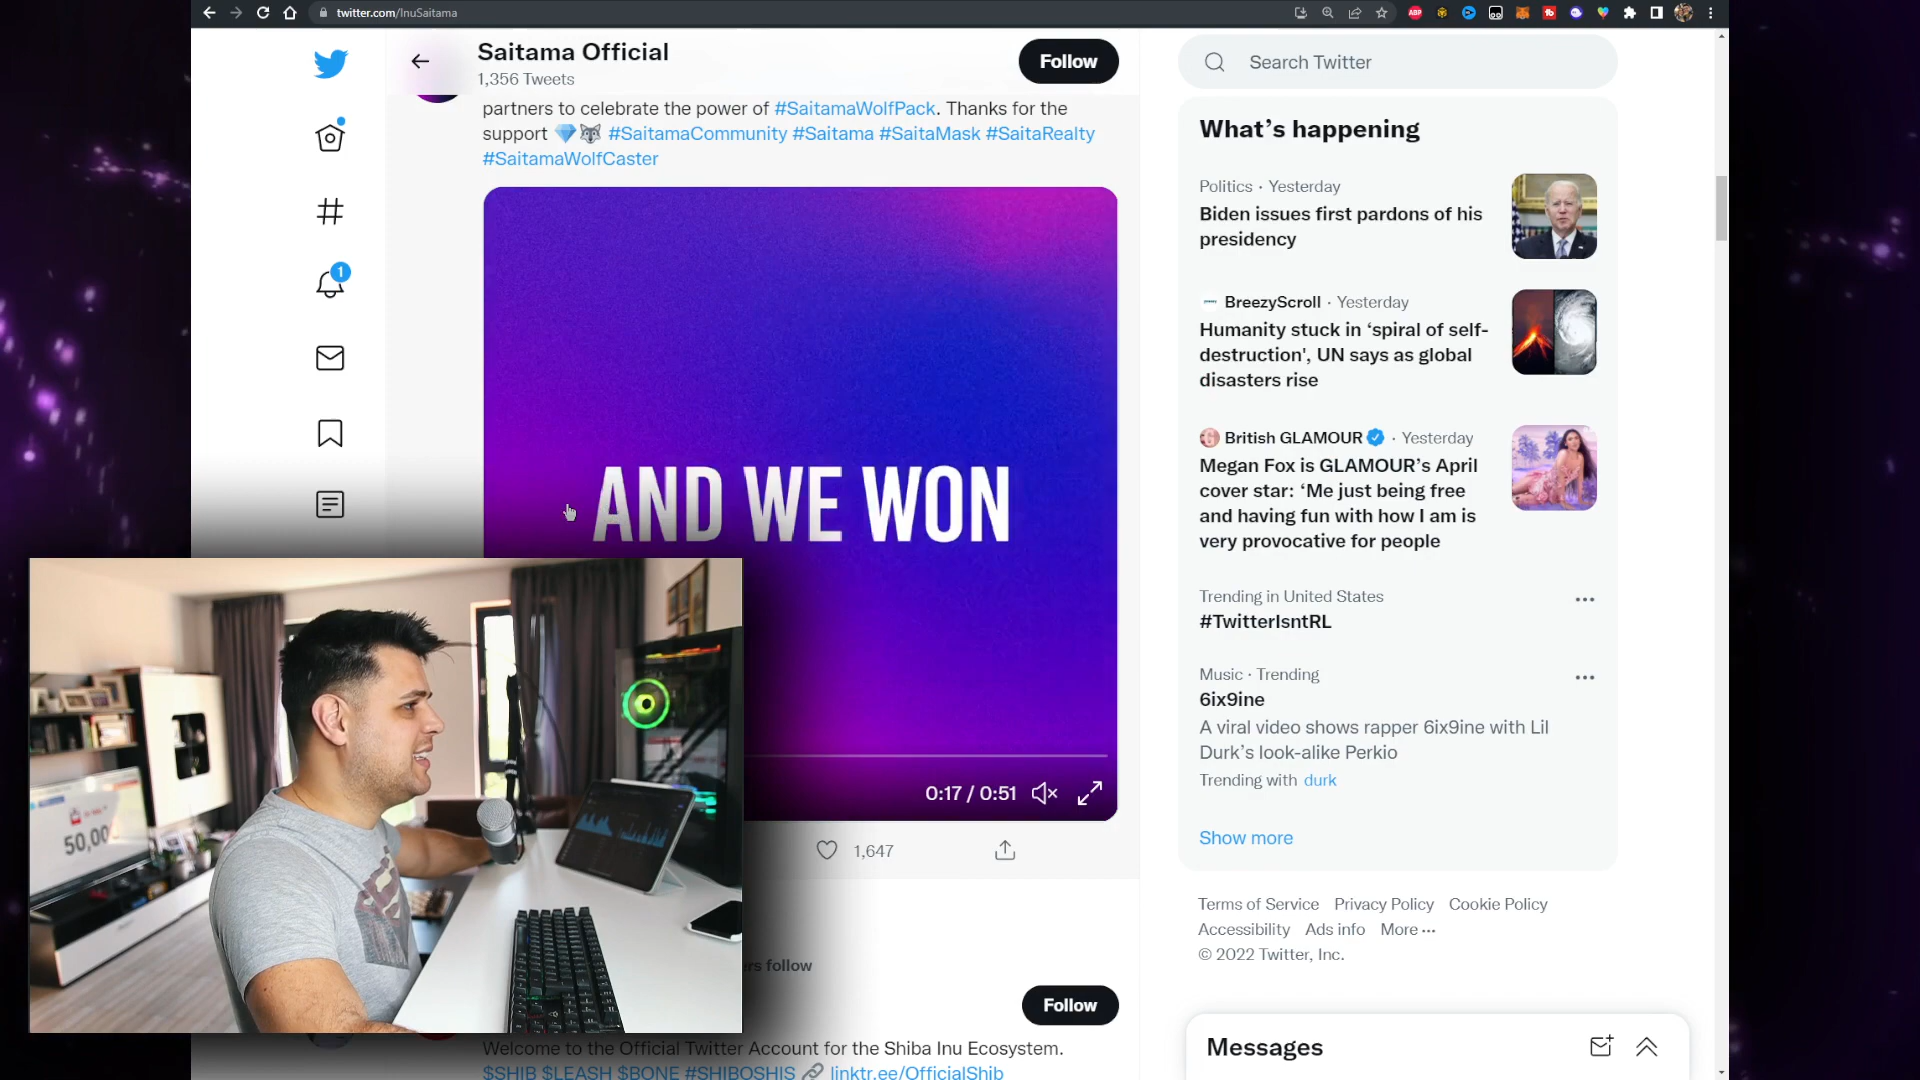 twitter.com/InuSaitama
Saitama Official
1,356 Tweets
Follow
partners to celebrate the power of #SaitamaWolfPack. Thanks for the
support 💎🐺 #SaitamaCommunity #Saitama #SaitaMask #SaitaRealty
#SaitamaWolfCaster
AND WE WON
0:17 / 0:51
1,647
follow
Follow
Welcome to the Official Twitter Account for the Shiba Inu Ecosystem.
$SHIB $LEASH $BONE #SHIBOSHIS 🔗 linktr.ee/OfficialShib
1
50,00
Search Twitter
What's happening
Politics · Yesterday
Biden issues first pardons of his
presidency
BreezyScroll · Yesterday
Humanity stuck in ‘spiral of self-
destruction', UN says as global
disasters rise
British GLAMOUR · Yesterday
Megan Fox is GLAMOUR’s April
cover star: ‘Me just being free
and having fun with how I am is
very provocative for people
Trending in United States
#TwitterIsntRL
Music · Trending
6ix9ine
A viral video shows rapper 6ix9ine with Lil
Durk’s look-alike Perkio
Trending with durk
Show more
Terms of Service Privacy Policy Cookie Policy
Accessibility Ads info More ···
© 2022 Twitter, Inc.
Messages